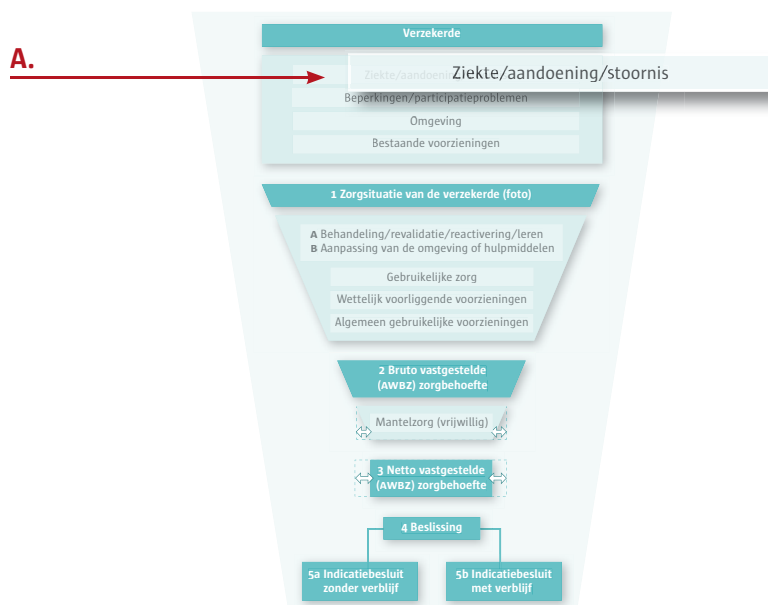 Verzekerde
A.
Ziekte/aandoening/stoornis
Beperkingen/participatieproblemen
Omgeving
Bestaande voorzieningen
1 Zorgsituatie van de verzekerde (foto)
A Behandeling/revalidatie/reactivering/leren
B Aanpassing van de omgeving of hulpmiddelen
Gebruikelijke zorg
Wettelijk voorliggende voorzieningen
Algemeen gebruikelijke voorzieningen
2 Bruto vastgestelde
(AWBZ) zorgbehoefte
Mantelzorg (vrijwillig)
3 Netto vastgestelde
(AWBZ) zorgbehoefte
4 Beslissing
5a Indicatiebesluit
zonder verblijf
5b Indicatiebesluit
met verblijf